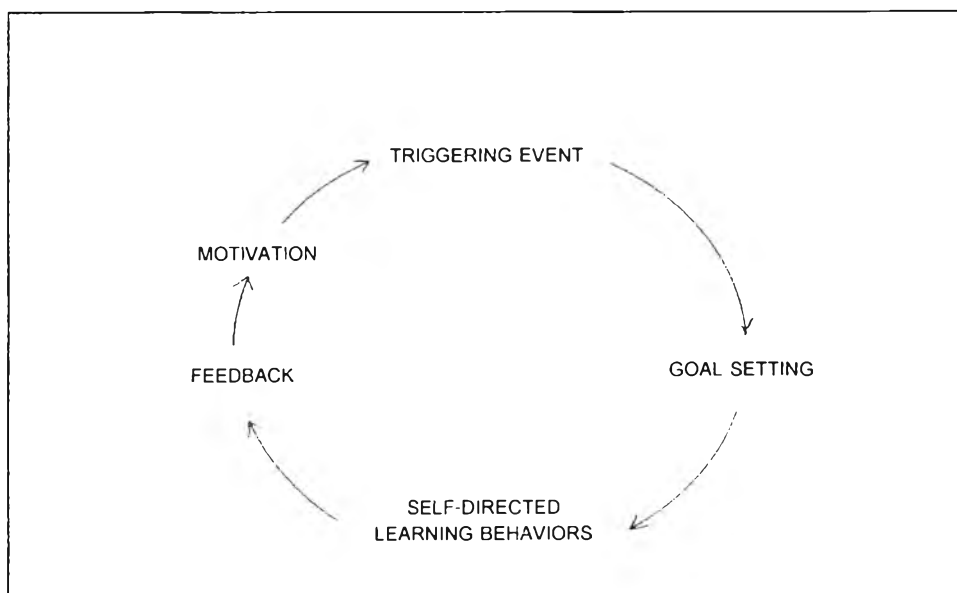 TRIGGERING EVENT
MOTIVATION
FEEDBACK
GOAL SETTING
SELF-DIRECTED
LEARNING BEHAVIORS